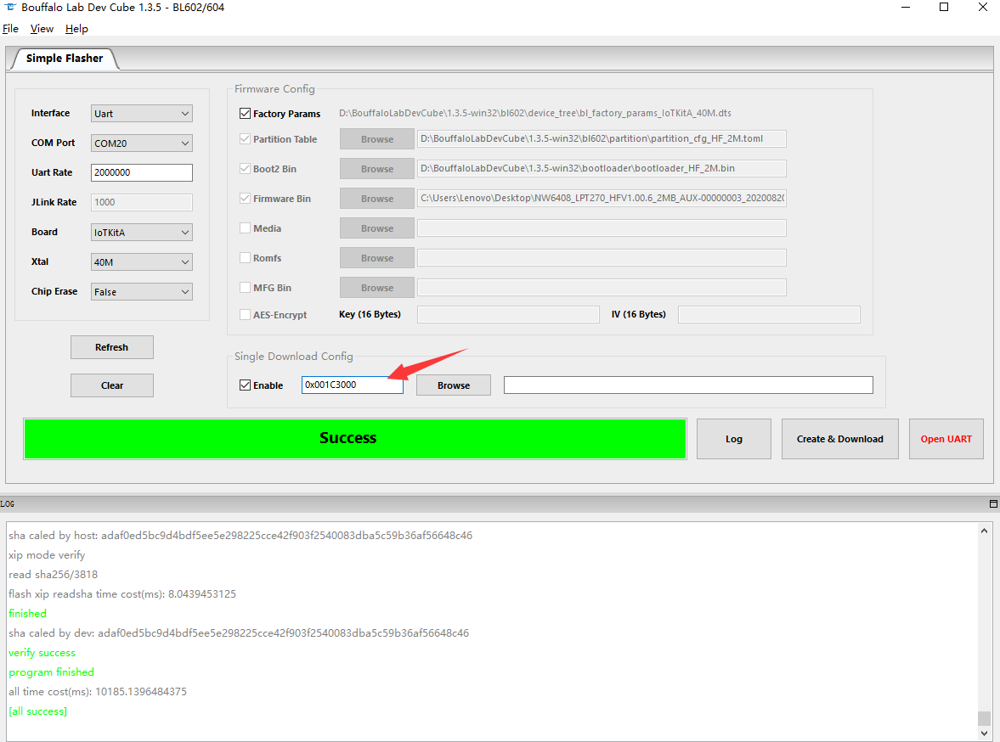 Bouffalo Lab Dev Cube 1.3.5 - BL602/604
File View Help
Simple Flasher
Interface Uart
COM Port COM20
Uart Rate 2000000
JLink Rate 1000
Board IoTKitA
Xtal 40M
Chip Erase False
Refresh
Clear
Firmware Config
Factory Params D:\BouffaloLabDevCube\1.3.5-win32\bl602\device_tree\bl_factory_params_IoTKitA_40M.dts
Partition Table Browse D:\BouffaloLabDevCube\1.3.5-win32\bl602\partition\partition_cfg_HF_2M.toml
Boot2 Bin Browse D:\BouffaloLabDevCube\1.3.5-win32\bootloader\bootloader_HF_2M.bin
Firmware Bin Browse C:\Users\Lenovo\Desktop\NW6408_LPT270_HFV1.00.6_2MB_AUX-00000003_20200820
Media Browse
Romfs Browse
MFG Bin Browse
AES-Encrypt Key (16 Bytes) IV (16 Bytes)
Single Download Config
Enable 0x001C3000 Browse
Success Log Create & Download Open UART
LOG
sha caled by host: adaf0ed5bc9d4bdf5ee5e298225cce42f903f2540083dba5c59b36af56648c46
xip mode verify
read sha256/3818
flash xip readsha time cost(ms): 8.0439453125
finished
sha caled by dev: adaf0ed5bc9d4bdf5ee5e298225cce42f903f2540083dba5c59b36af56648c46
verify success
program finished
all time cost(ms): 10185.1396484375
[all success]